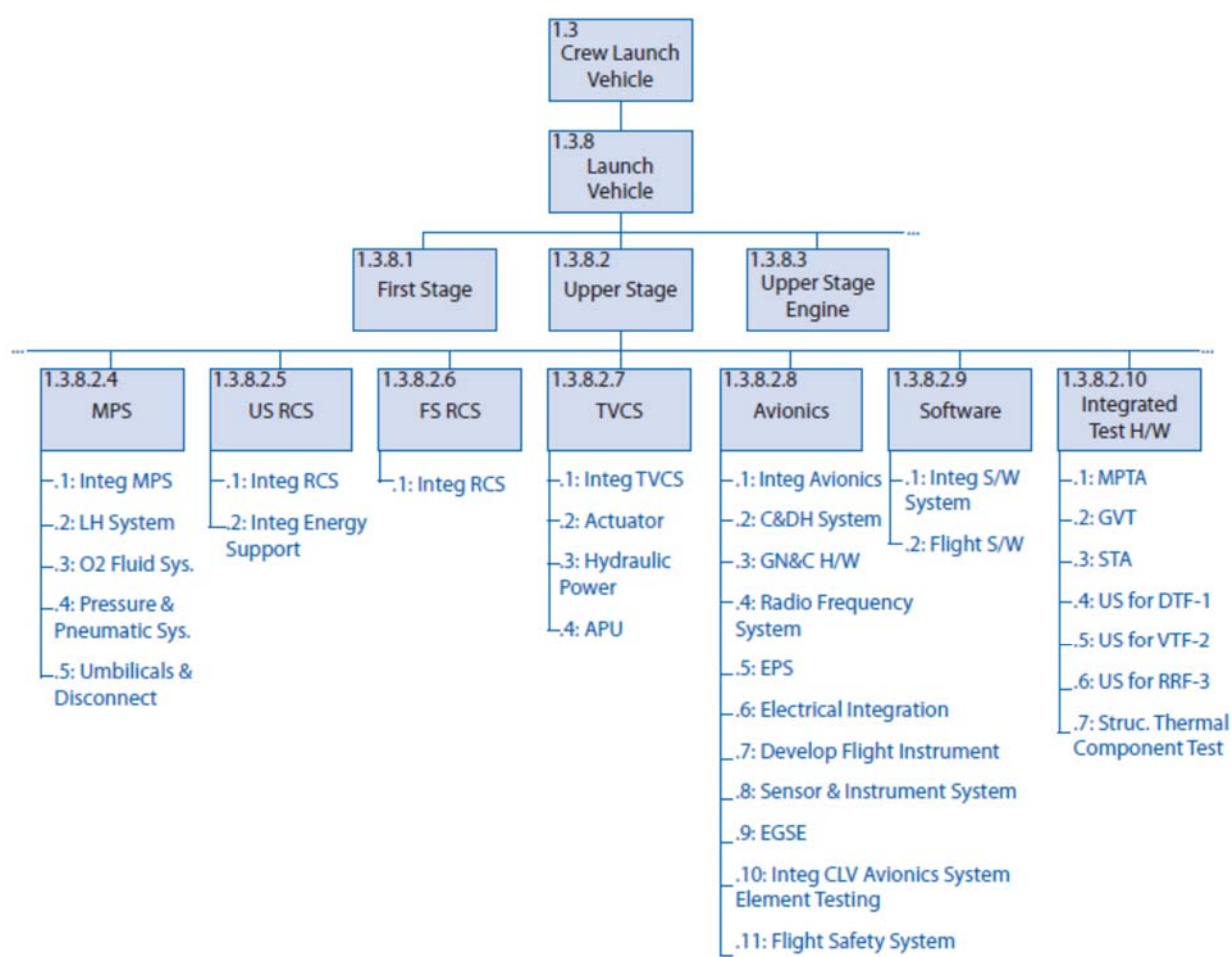 1.3
Crew Launch
Vehicle
1.3.8
Launch
Vehicle
...
1.3.8.1
First Stage
1.3.8.2
Upper Stage
1.3.8.3
Upper Stage
Engine
...
...
1.3.8.2.4
MPS
.1: Integ MPS
.2: LH System
.3: O2 Fluid Sys.
.4: Pressure &
Pneumatic Sys.
.5: Umbilicals &
Disconnect
1.3.8.2.5
US RCS
.1: Integ RCS
.2: Integ Energy
Support
1.3.8.2.6
FS RCS
.1: Integ RCS
1.3.8.2.7
TVCS
.1: Integ TVCS
.2: Actuator
.3: Hydraulic
Power
.4: APU
1.3.8.2.8
Avionics
.1: Integ Avionics
.2: C&DH System
.3: GN&C H/W
.4: Radio Frequency
System
.5: EPS
.6: Electrical Integration
.7: Develop Flight Instrument
.8: Sensor & Instrument System
.9: EGSE
.10: Integ CLV Avionics System
Element Testing
.11: Flight Safety System
1.3.8.2.9
Software
.1: Integ S/W
System
.2: Flight S/W
1.3.8.2.10
Integrated
Test H/W
.1: MPTA
.2: GVT
.3: STA
.4: US for DTF-1
.5: US for VTF-2
.6: US for RRF-3
.7: Struc. Thermal
Component Test